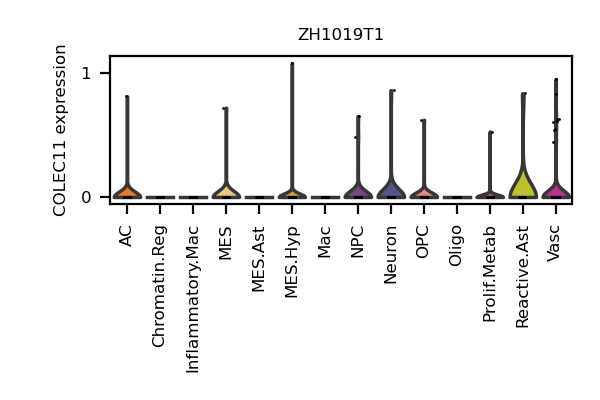 ZH1019T1
COLEC11 expression
1
0
AC
Chromatin.Reg
Inflammatory.Mac
MES
MES.Ast
MES.Hyp
Mac
NPC
Neuron
OPC
Oligo
Prolif.Metab
Reactive.Ast
Vasc